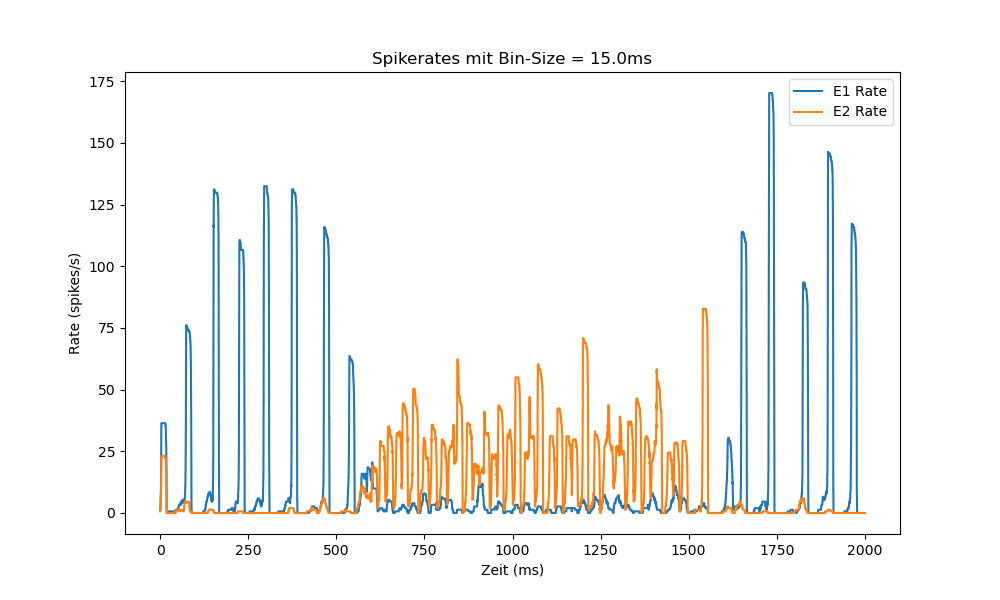 Spikerates mit Bin-Size = 15.0ms
E1 Rate
E2 Rate
Rate (spikes/s)
175
150
125
100
75
50
25
0
0 250 500 750 1000 1250 1500 1750 2000
Zeit (ms)